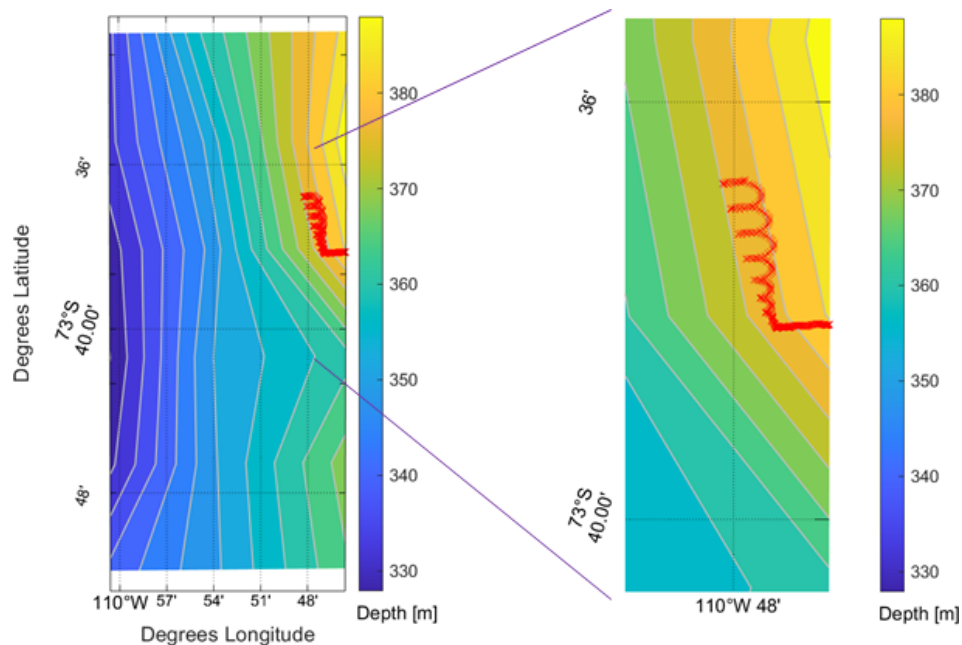 36'
73°S
40.00'
48'
110°W 57' 54' 51' 48'
Degrees Longitude
Degrees Latitude
380
370
360
350
340
330
Depth [m]
36'
73°S
40.00'
110°W 48'
380
370
360
350
340
330
Depth [m]